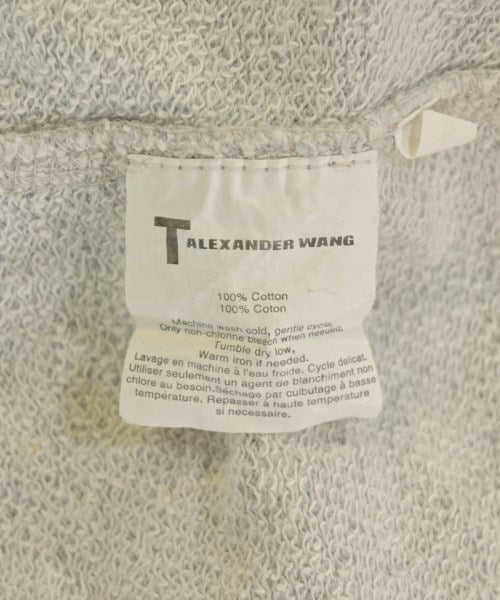 T ALEXANDER WANG
100% Cotton
100% Coton
Machine wash cold, gentle cycle,
Only non-chlorine bleach when needed,
Tumble dry low,
Warm iron if needed.
Lavage en machine à l'eau froide. Cycle délicat.
Utiliser seulement un agent de blanchiment non
chlore au besoin.Séchage par culbutage à basse
température. Repasser à haute température
si necessaire.